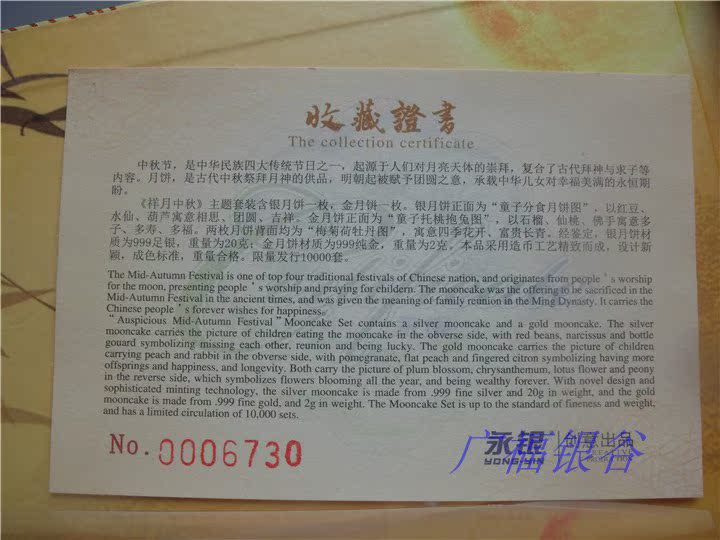 收藏證書
The collection certificate
中秋节，是中华民族四大传统节日之一，起源于人们对月亮天体的崇拜，复合了古代拜神与求子等
内容。月饼，是古代中秋祭拜月神的供品，明朝起被赋予团圆之意，承载中华儿女对幸福美满的永恒期
盼。
《祥月中秋》主题套装含银月饼一枚，金月饼一枚。银月饼正面为“童子分食月饼图”，以红豆、
水仙、葫芦寓意相思、团圆、吉祥。金月饼正面为“童子托桃抱兔图”，以石榴、仙桃、佛手寓意多
子、多寿、多福。两枚月饼背面均为“梅菊荷牡丹图”，寓意四季花开、富贵长青。经鉴定，银月饼材
质为999足银，重量为20克；金月饼材质为999纯金，重量为2克。本品采用造币工艺精致而成，设计新
颖，成色标准，重量合格。限量发行10000套。
The Mid-Autumn Festival is one of top four traditional festivals of Chinese nation, and originates from people ' s worship
for the moon, presenting people ' s worship and praying for childern. The mooncake was the offering to be sacrificed in the
Mid-Autumn Festival in the ancient times, and was given the meaning of family reunion in the Ming Dynasty. It carries the
Chinese people ' s forever wishes for happiness.
"Auspicious Mid-Autumn Festival" Mooncake Set contains a silver mooncake and a gold mooncake. The silver
mooncake carries the picture of children eating the mooncake in the obverse side, with red beans, narcissus and bottle
gouard symbolizing missing each other, reunion and being lucky. The gold mooncake carries the picture of children
carrying peach and rabbit in the obverse side, with pomegranate, flat peach and fingered citron symbolizing having more
offsprings and happiness, and longevity. Both carry the picture of plum blossom, chrysanthemum, lotus flower and peony
in the reverse side, which symbolizes flowers blooming all the year, and being wealthy forever. With novel design and
sophisticated minting technology, the silver mooncake is made from .999 fine silver and 20g in weight, and the gold
mooncake is made from .999 fine gold, and 2g in weight. The Mooncake Set is up to the standard of fineness and weight,
and has a limited circulation of 10,000 sets.
No. 0006730
永银 创意出品
YONG YIN CREATIVE
PRODUCTION
广福银谷